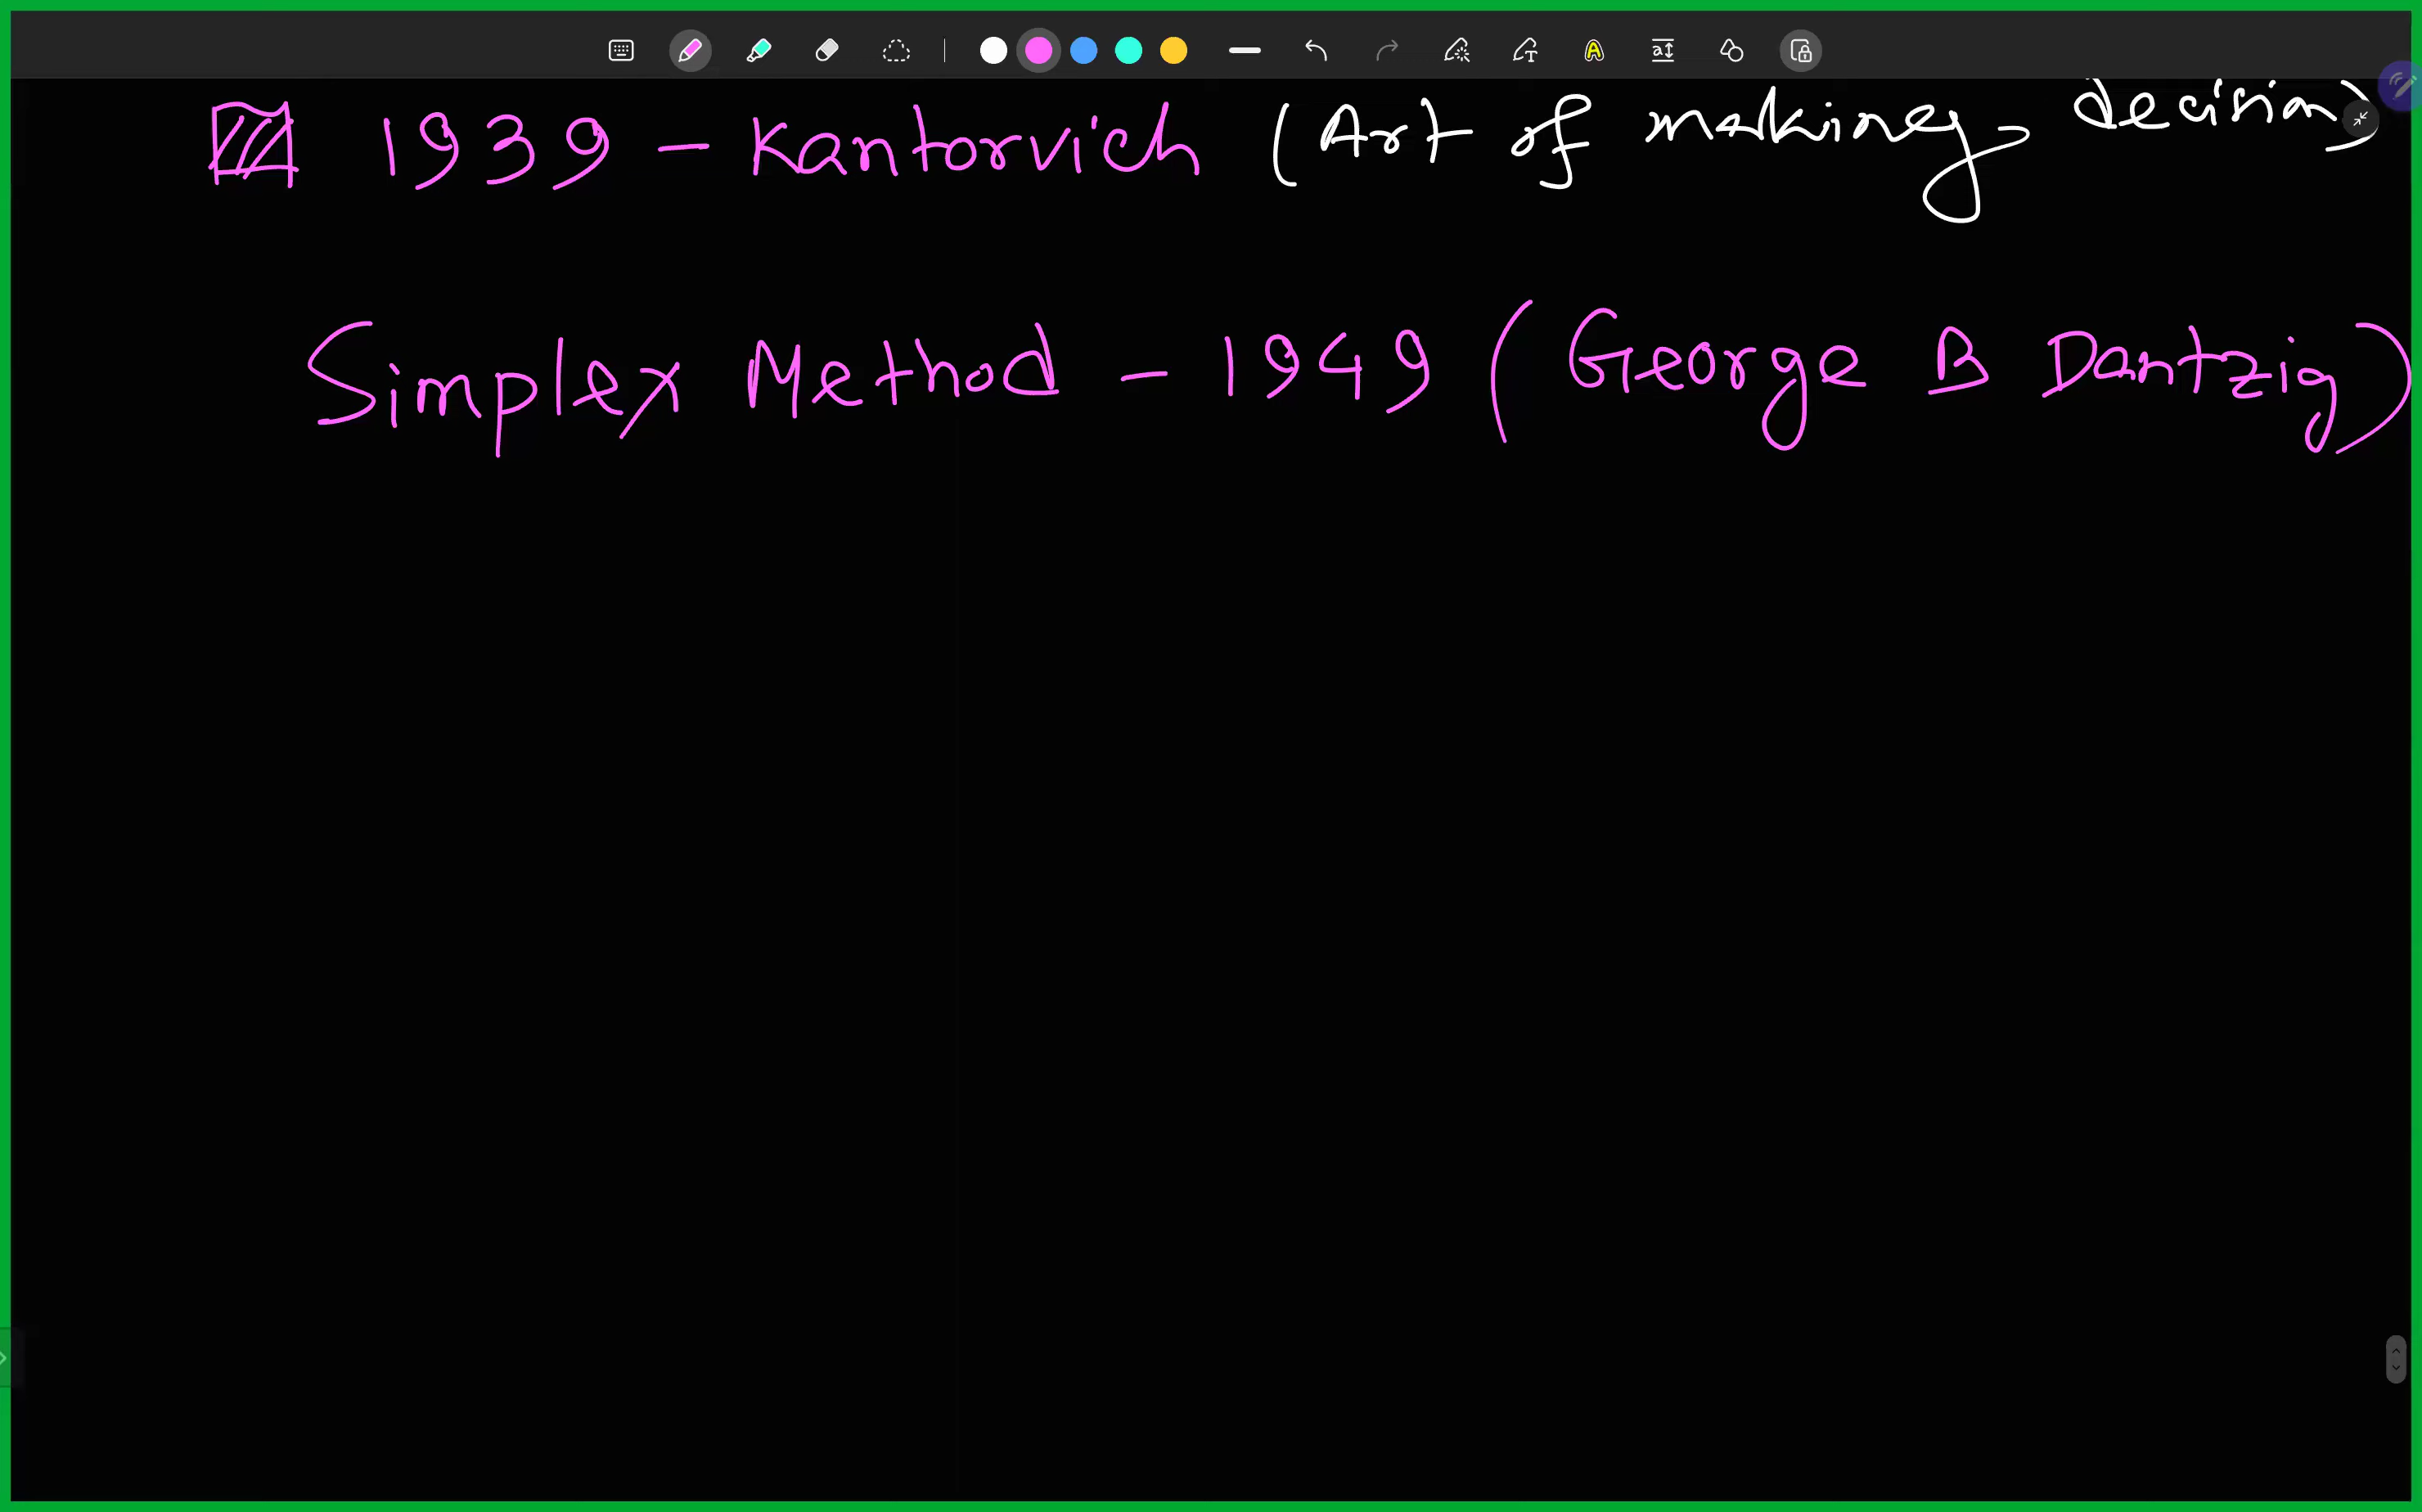 1939 - Kantorvich (Art of making decision)
Simplex Method - 1949 (George B Dantzig)